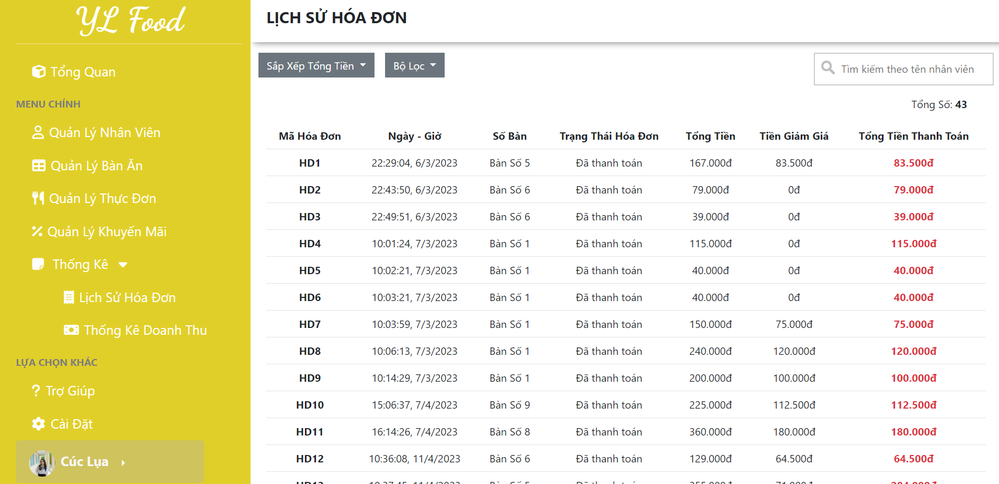 YL Food
Tổng Quan
MENU CHÍNH
Quản Lý Nhân Viên
Quản Lý Bàn Ăn
Quản Lý Thực Đơn
Quản Lý Khuyến Mãi
Thống Kê
Lịch Sử Hóa Đơn
Thống Kê Doanh Thu
LỰA CHỌN KHÁC
Trợ Giúp
Cài Đặt
Cúc Lụa
LỊCH SỬ HÓA ĐƠN
Sắp Xếp Tổng Tiền Bộ Lọc Tìm kiếm theo tên nhân viên
Tổng Số: 43
Mã Hóa Đơn Ngày - Giờ Số Bàn Trạng Thái Hóa Đơn Tổng Tiền Tiền Giảm Giá Tổng Tiền Thanh Toán
HD1 22:29:04, 6/3/2023 Bàn Số 5 Đã thanh toán 167.000đ 83.500đ 83.500đ
HD2 22:43:50, 6/3/2023 Bàn Số 6 Đã thanh toán 79.000đ 0đ 79.000đ
HD3 22:49:51, 6/3/2023 Bàn Số 6 Đã thanh toán 39.000đ 0đ 39.000đ
HD4 10:01:24, 7/3/2023 Bàn Số 1 Đã thanh toán 115.000đ 0đ 115.000đ
HD5 10:02:21, 7/3/2023 Bàn Số 1 Đã thanh toán 40.000đ 0đ 40.000đ
HD6 10:03:21, 7/3/2023 Bàn Số 1 Đã thanh toán 40.000đ 0đ 40.000đ
HD7 10:03:59, 7/3/2023 Bàn Số 1 Đã thanh toán 150.000đ 75.000đ 75.000đ
HD8 10:06:13, 7/3/2023 Bàn Số 1 Đã thanh toán 240.000đ 120.000đ 120.000đ
HD9 10:14:29, 7/3/2023 Bàn Số 1 Đã thanh toán 200.000đ 100.000đ 100.000đ
HD10 15:06:37, 7/4/2023 Bàn Số 9 Đã thanh toán 225.000đ 112.500đ 112.500đ
HD11 16:14:26, 7/4/2023 Bàn Số 8 Đã thanh toán 360.000đ 180.000đ 180.000đ
HD12 10:36:08, 11/4/2023 Bàn Số 6 Đã thanh toán 129.000đ 64.500đ 64.500đ